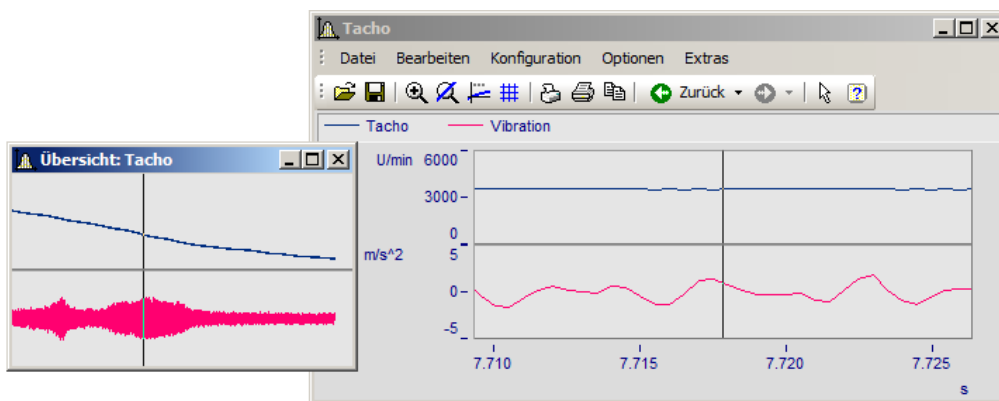 Tacho
Datei Bearbeiten Konfiguration Optionen Extras
Zurück
Tacho Vibration
Übersicht: Tacho
U/min 6000
3000
0
m/s^2 5
0
-5
7.710 7.715 7.720 7.725
s